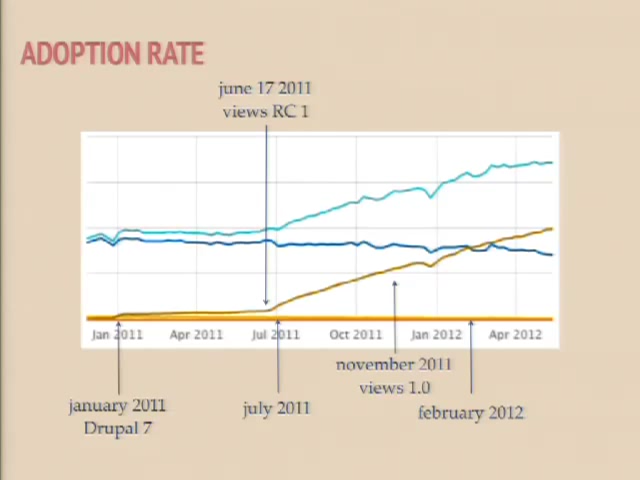 ADOPTION RATE
june 17 2011
views RC 1
Jan 2011 Apr 2011 Jul 2011 Oct 2011 Jan 2012 Apr 2012
november 2011
views 1.0
january 2011
Drupal 7
july 2011
february 2012